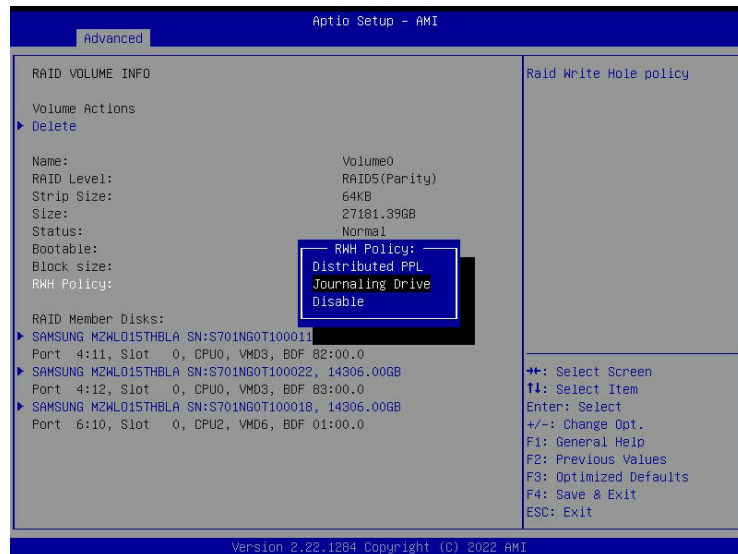 Aptio Setup - AMI
Advanced
RAID VOLUME INFO
Raid Write Hole policy
Volume Actions
Delete
Name: Volume0
RAID Level: RAID5(Parity)
Strip Size: 64KB
Size: 27181.39GB
Status: Normal
Bootable:
Block size:
RWH Policy:
RWH Policy:
Distributed PPL
Journaling Drive
Disable
RAID Member Disks:
SAMSUNG MZWLO15THBLA SN:S701NG0T100011
Port 4:11, Slot 0, CPU0, VMD3, BDF 82:00.0
SAMSUNG MZWLO15THBLA SN:S701NG0T100022, 14306.00GB
Port 4:12, Slot 0, CPU0, VMD3, BDF 83:00.0
SAMSUNG MZWLO15THBLA SN:S701NG0T100018, 14306.00GB
Port 6:10, Slot 0, CPU2, VMD6, BDF 01:00.0
→←: Select Screen
↑↓: Select Item
Enter: Select
+/-: Change Opt.
F1: General Help
F2: Previous Values
F3: Optimized Defaults
F4: Save & Exit
ESC: Exit
Version 2.22.1284 Copyright (C) 2022 AMI